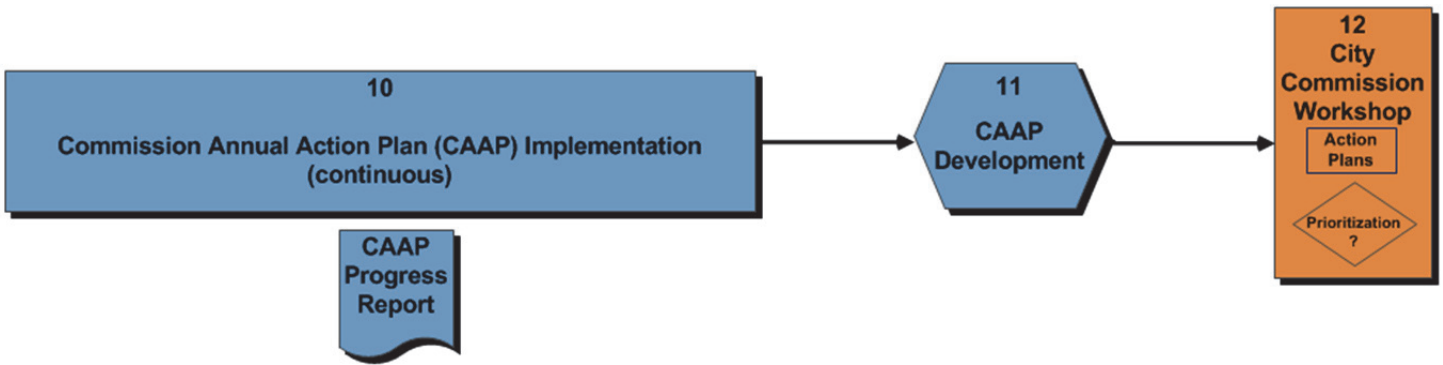 10
Commission Annual Action Plan (CAAP) Implementation
(continuous)
CAAP
Progress
Report
11
CAAP
Development
12
City
Commission
Workshop
Action
Plans
Prioritization
?